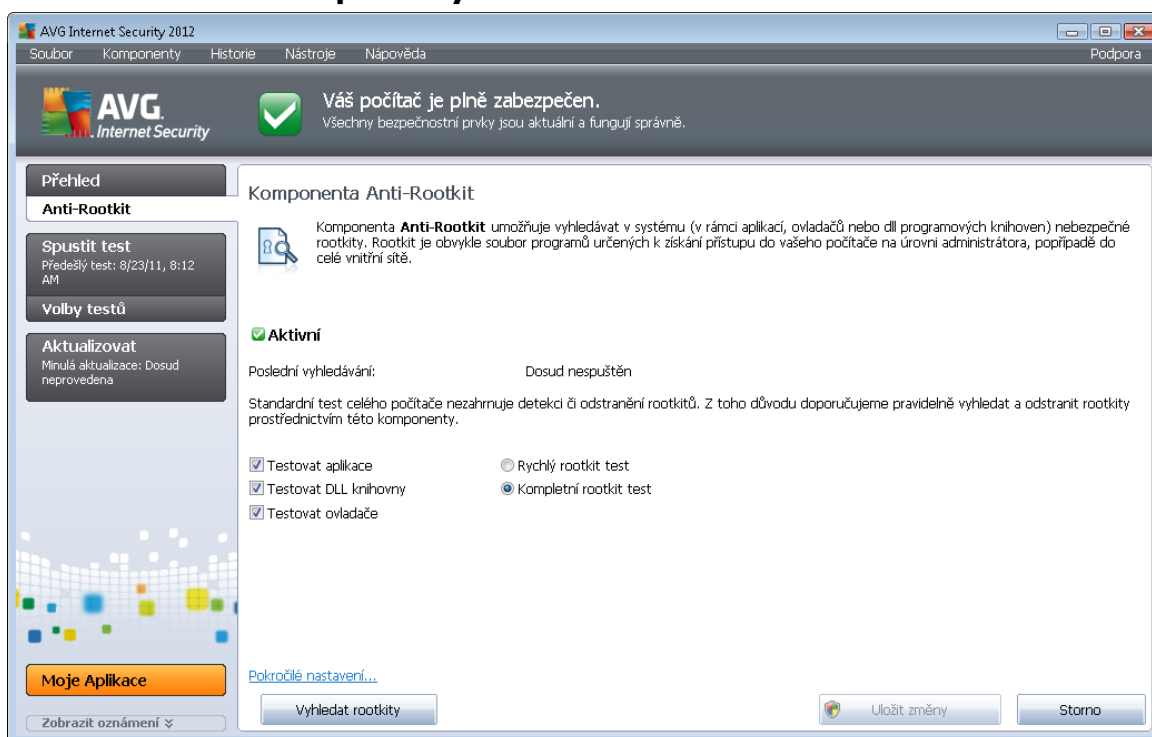 AVG Internet Security 2012
Soubor Komponenty Historie Nástroje Nápověda Podpora
AVG.
Internet Security
Váš počítač je plně zabezpečen.
Všechny bezpečnostní prvky jsou aktuální a fungují správně.
Přehled
Anti-Rootkit
Spustit test
Předešlý test: 8/23/11, 8:12
AM
Volby testů
Aktualizovat
Minulá aktualizace: Dosud
neprovedena
Moje Aplikace
Zobrazit oznámení
Komponenta Anti-Rootkit
Komponenta Anti-Rootkit umožňuje vyhledávat v systému (v rámci aplikací, ovladačů nebo dll programových knihoven) nebezpečné
rootkity. Rootkit je obvykle soubor programů určených k získání přístupu do vašeho počítače na úrovni administrátora, popřípadě do
celé vnitřní sítě.
Aktivní
Poslední vyhledávání: Dosud nespuštěn
Standardní test celého počítače nezahrnuje detekci či odstranění rootkitů. Z toho důvodu doporučujeme pravidelně vyhledat a odstranit rootkity
prostřednictvím této komponenty.
Testovat aplikace Rychlý rootkit test
Testovat DLL knihovny Kompletní rootkit test
Testovat ovladače
Pokročilé nastavení...
Vyhledat rootkity Uložit změny Storno